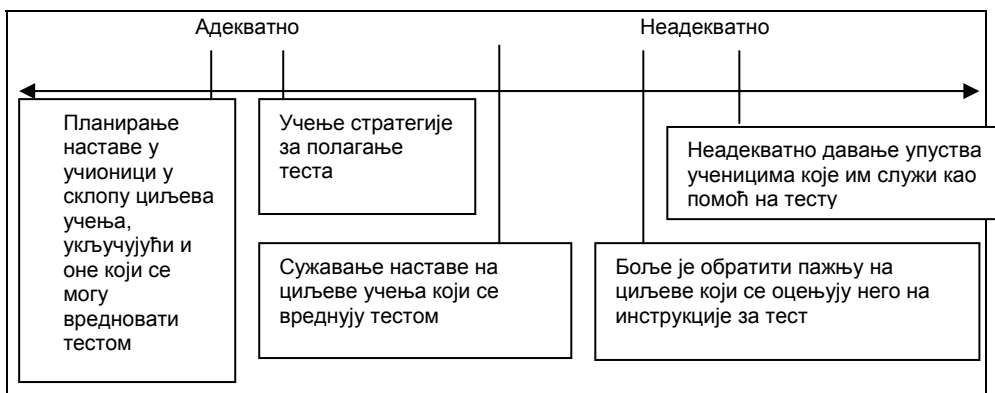 Адекватно
Неадекватно
Планирање
наставе у
учионици у
склопу циљева
учења,
укључујући и
оне који се
могу
вредновати
тестом
Учење стратегије
за полагање
теста
Сужавање наставе на
циљеве учења који се
вреднују тестом
Неадекватно давање упуства
ученицима које им служи као
помоћ на тесту
Боље је обратити пажњу на
циљеве који се оцењују него на
инструкције за тест